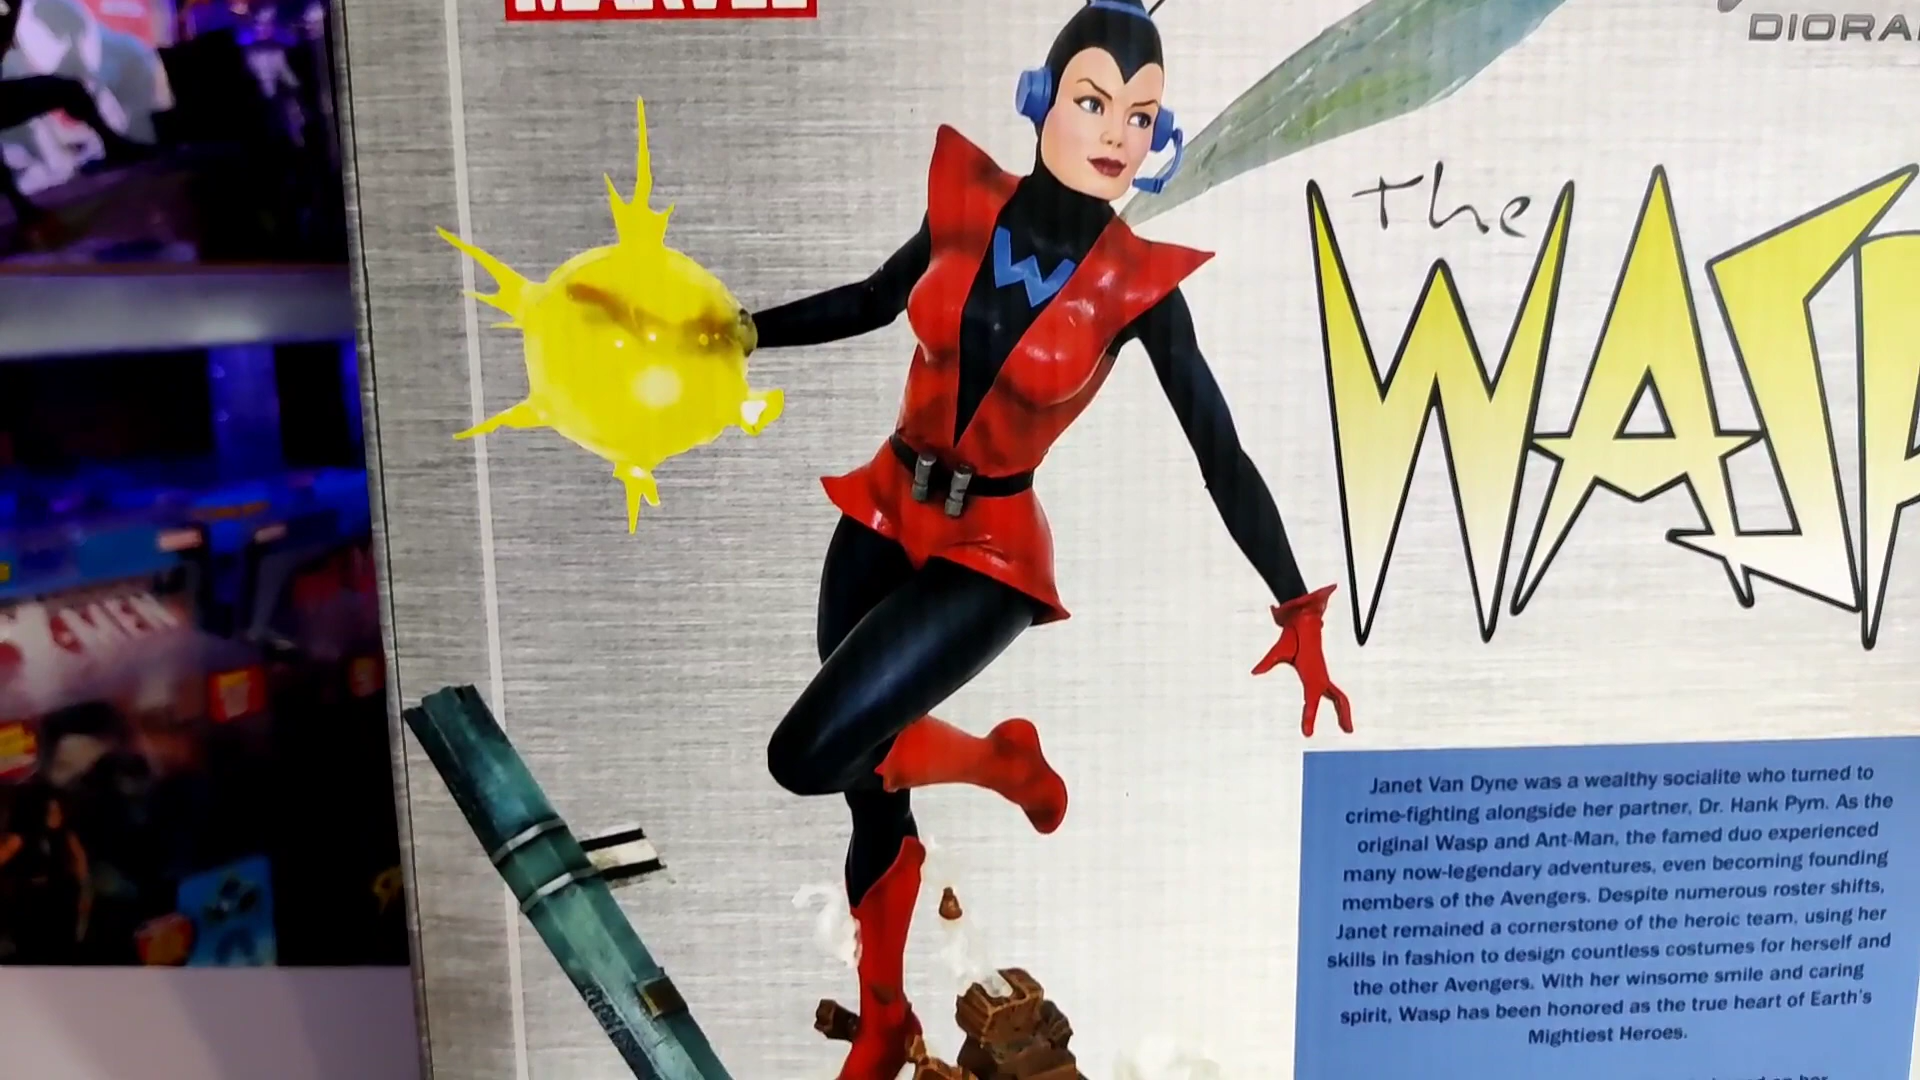 MARVEL
The
WASP
W
X-MEN
Janet Van Dyne was a wealthy socialite who turned to
crime-fighting alongside her partner, Dr. Hank Pym. As the
original Wasp and Ant-Man, the famed duo experienced
many now-legendary adventures, even becoming founding
members of the Avengers. Despite numerous roster shifts,
Janet remained a cornerstone of the heroic team, using her
skills in fashion to design countless costumes for herself and
the other Avengers. With her winsome smile and caring
spirit, Wasp has been honored as the true heart of Earth's
Mightiest Heroes.